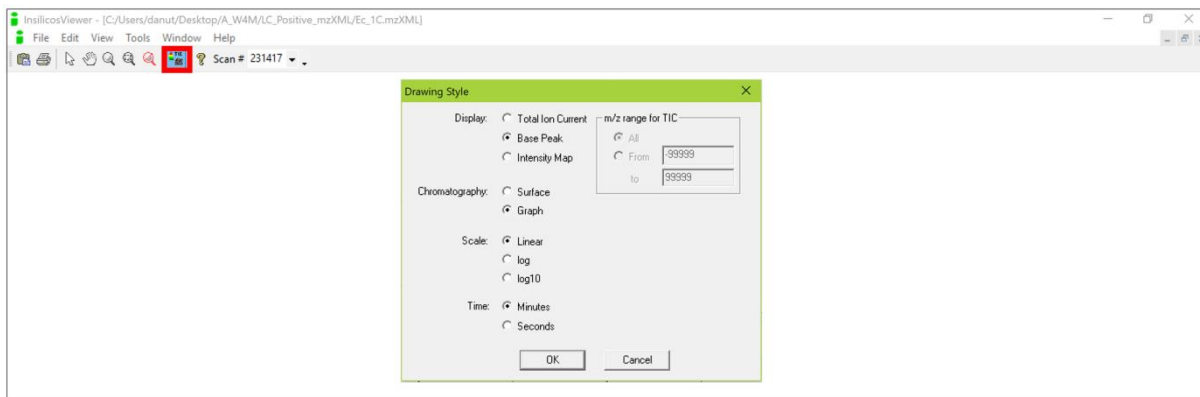 InsilicosViewer - [C:/Users/danut/Desktop/A_W4M/LC_Positive_mzXML/Ec_1C.mzXML]
File Edit View Tools Window Help
Scan # 231417
Drawing Style
Display: Total Ion Current
Base Peak
Intensity Map
m/z range for TIC
All
From -99999
to 99999
Chromatography: Surface
Graph
Scale: Linear
log
log10
Time: Minutes
Seconds
OK Cancel